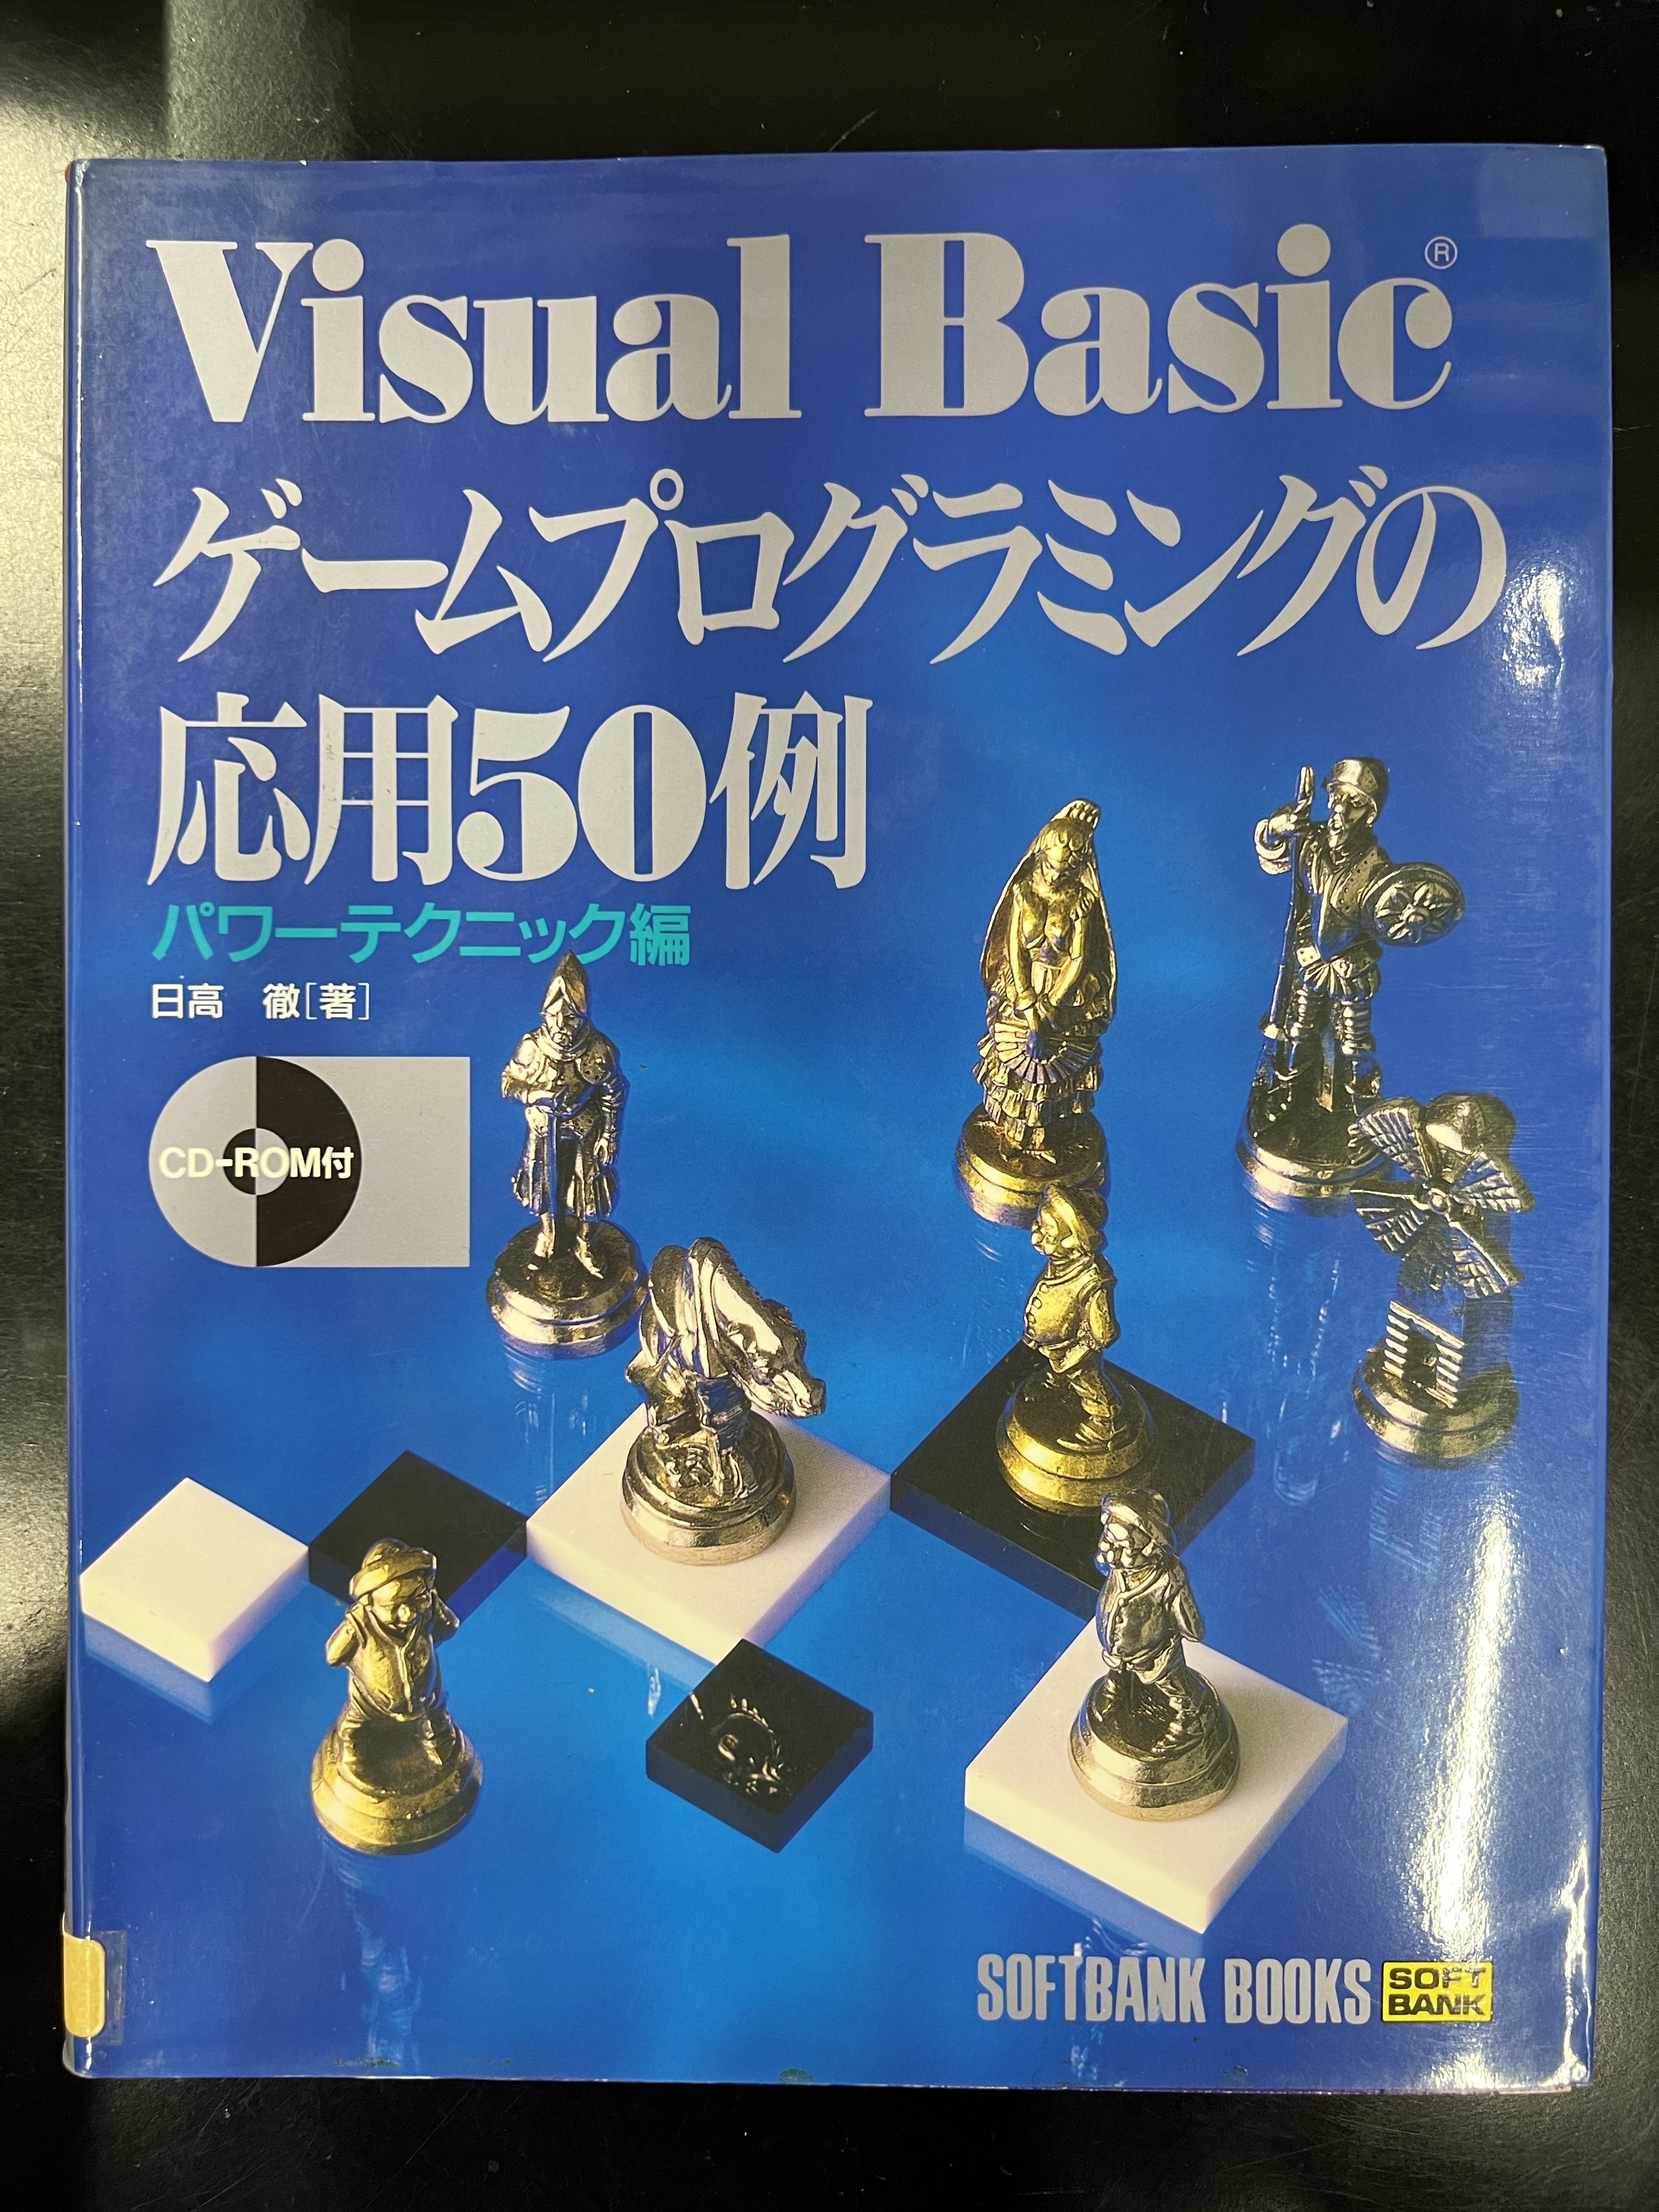 Visual Basic®
ゲームプログラミングの
応用50例
パワーテクニック編
日高 徹[著]
CD-ROM付
SOFTBANK BOOKS
SOFT
BANK